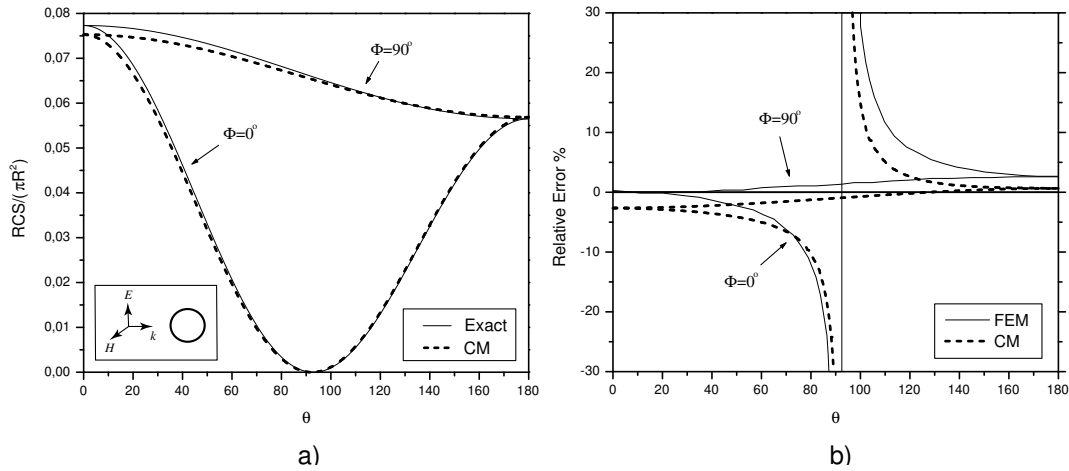 0,08
0,07
0,06
0,05
0,04
0,03
0,02
0,01
0,00
RCS/(πR²)
Φ=90°
Φ=0°
E
H
k
Exact
CM
0 20 40 60 80 100 120 140 160 180
θ
a)
30
20
10
0
-10
-20
-30
Relative Error %
Φ=90°
Φ=0°
FEM
CM
0 20 40 60 80 100 120 140 160 180
θ
b)